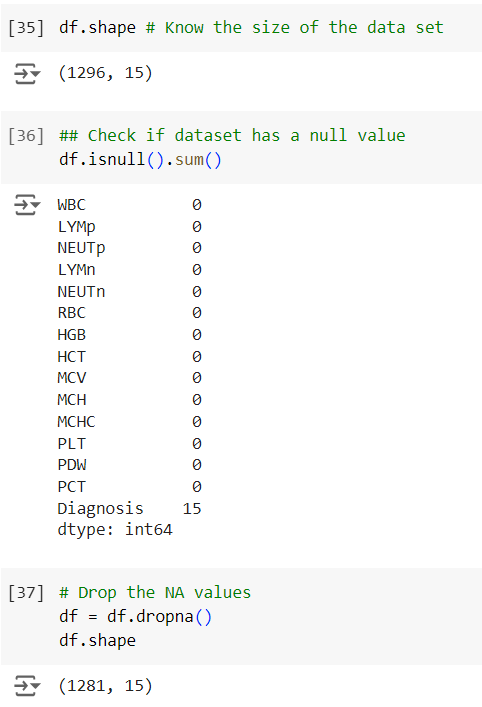 [35] df.shape # Know the size of the data set
(1296, 15)
[36] ## Check if dataset has a null value
df.isnull().sum()
WBC 0
LYMp 0
NEUTp 0
LYMn 0
NEUTn 0
RBC 0
HGB 0
HCT 0
MCV 0
MCH 0
MCHC 0
PLT 0
PDW 0
PCT 0
Diagnosis 15
dtype: int64
[37] # Drop the NA values
df = df.dropna()
df.shape
(1281, 15)